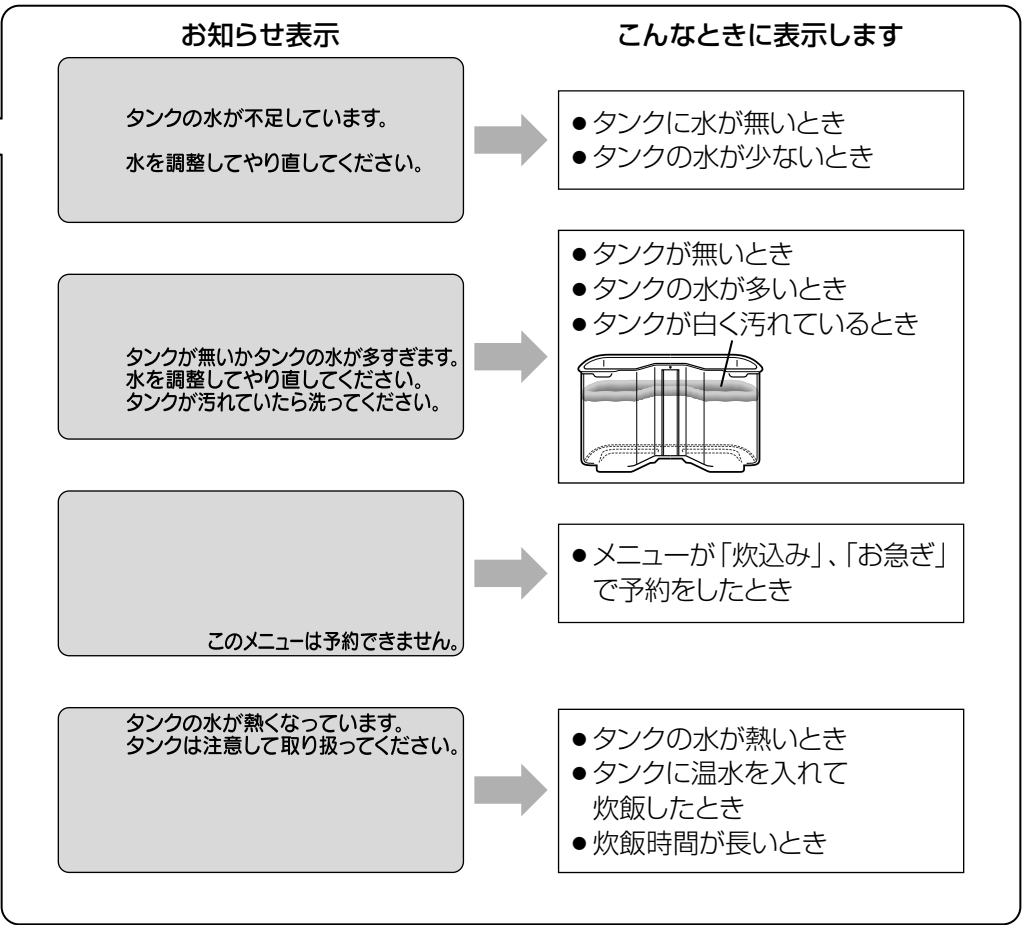 お知らせ表示
こんなときに表示します
タンクの水が不足しています。
水を調整してやり直してください。
●タンクに水が無いとき
●タンクの水が少ないとき
タンクが無いかタンクの水が多すぎます。
水を調整してやり直してください。
タンクが汚れていたら洗ってください。
●タンクが無いとき
●タンクの水が多いとき
●タンクが白く汚れているとき
このメニューは予約できません。
●メニューが「炊込み」、「お急ぎ」
で予約をしたとき
タンクの水が熱くなっています。
タンクは注意して取り扱ってください。
●タンクの水が熱いとき
●タンクに温水を入れて
炊飯したとき
●炊飯時間が長いとき